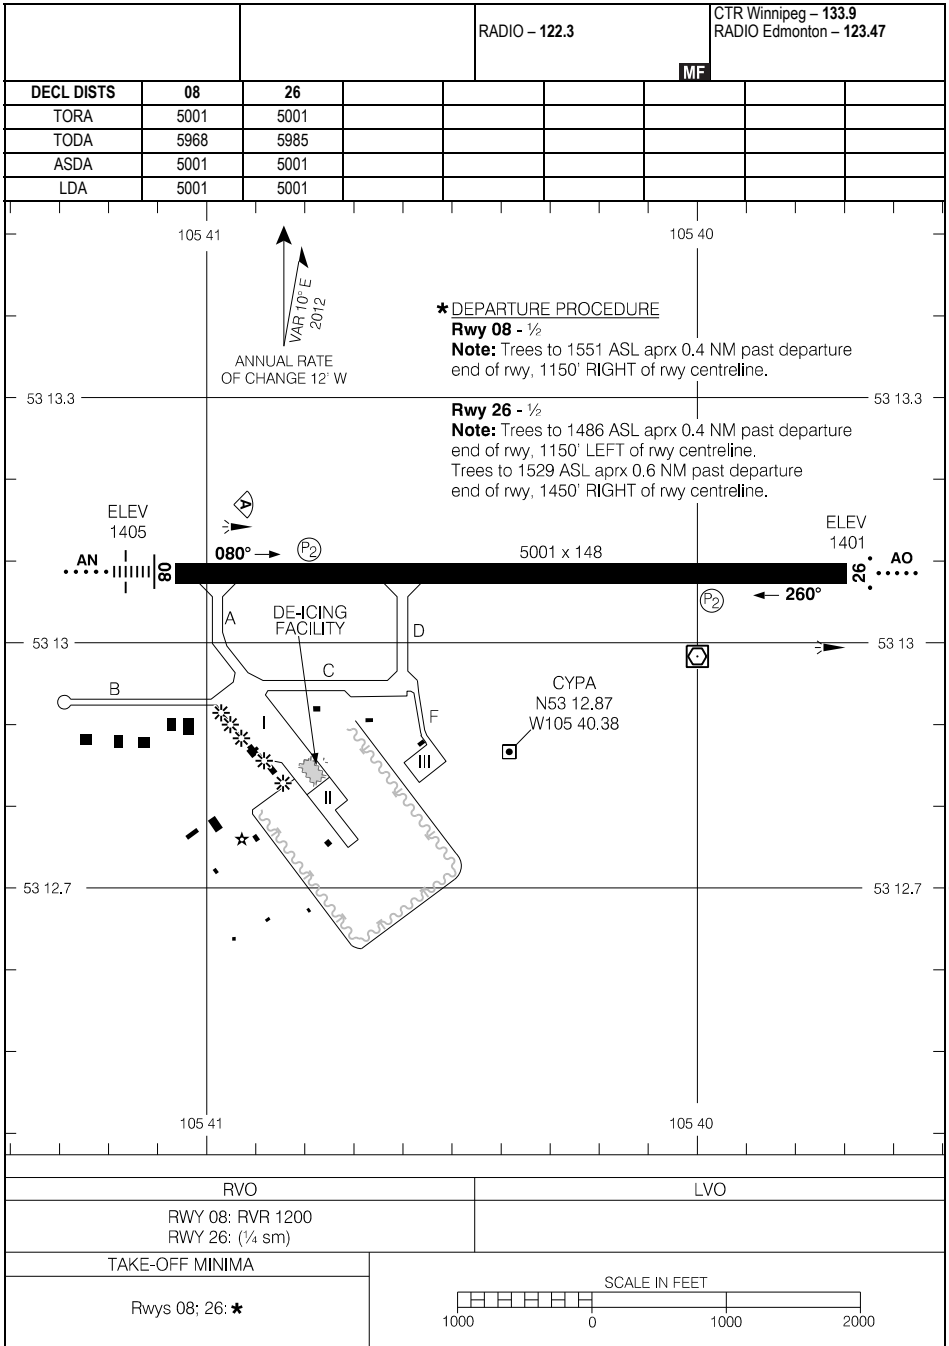 RADIO – 122.3
MF
CTR Winnipeg – 133.9
RADIO Edmonton – 123.47
DECL DISTS 08 26
TORA 5001 5001
TODA 5968 5985
ASDA 5001 5001
LDA 5001 5001
105 41
105 40
VAR 10° E
2012
ANNUAL RATE
OF CHANGE 12' W
* DEPARTURE PROCEDURE
Rwy 08 - ½
Note: Trees to 1551 ASL aprx 0.4 NM past departure
end of rwy, 1150' RIGHT of rwy centreline.
53 13.3
53 13.3
Rwy 26 - ½
Note: Trees to 1486 ASL aprx 0.4 NM past departure
end of rwy, 1150' LEFT of rwy centreline.
Trees to 1529 ASL aprx 0.6 NM past departure
end of rwy, 1450' RIGHT of rwy centreline.
A
ELEV
1405
ELEV
1401
AN
08
080°
P2
5001 x 148
26
AO
P2
260°
A
DE-ICING
FACILITY
D
53 13
53 13
C
B
CYPA
N53 12.87
W105 40.38
I
F
III
II
53 12.7
53 12.7
105 41
105 40
RVO
LVO
RWY 08: RVR 1200
RWY 26: (¼ sm)
TAKE-OFF MINIMA
Rwys 08; 26: *
SCALE IN FEET
1000 0 1000 2000